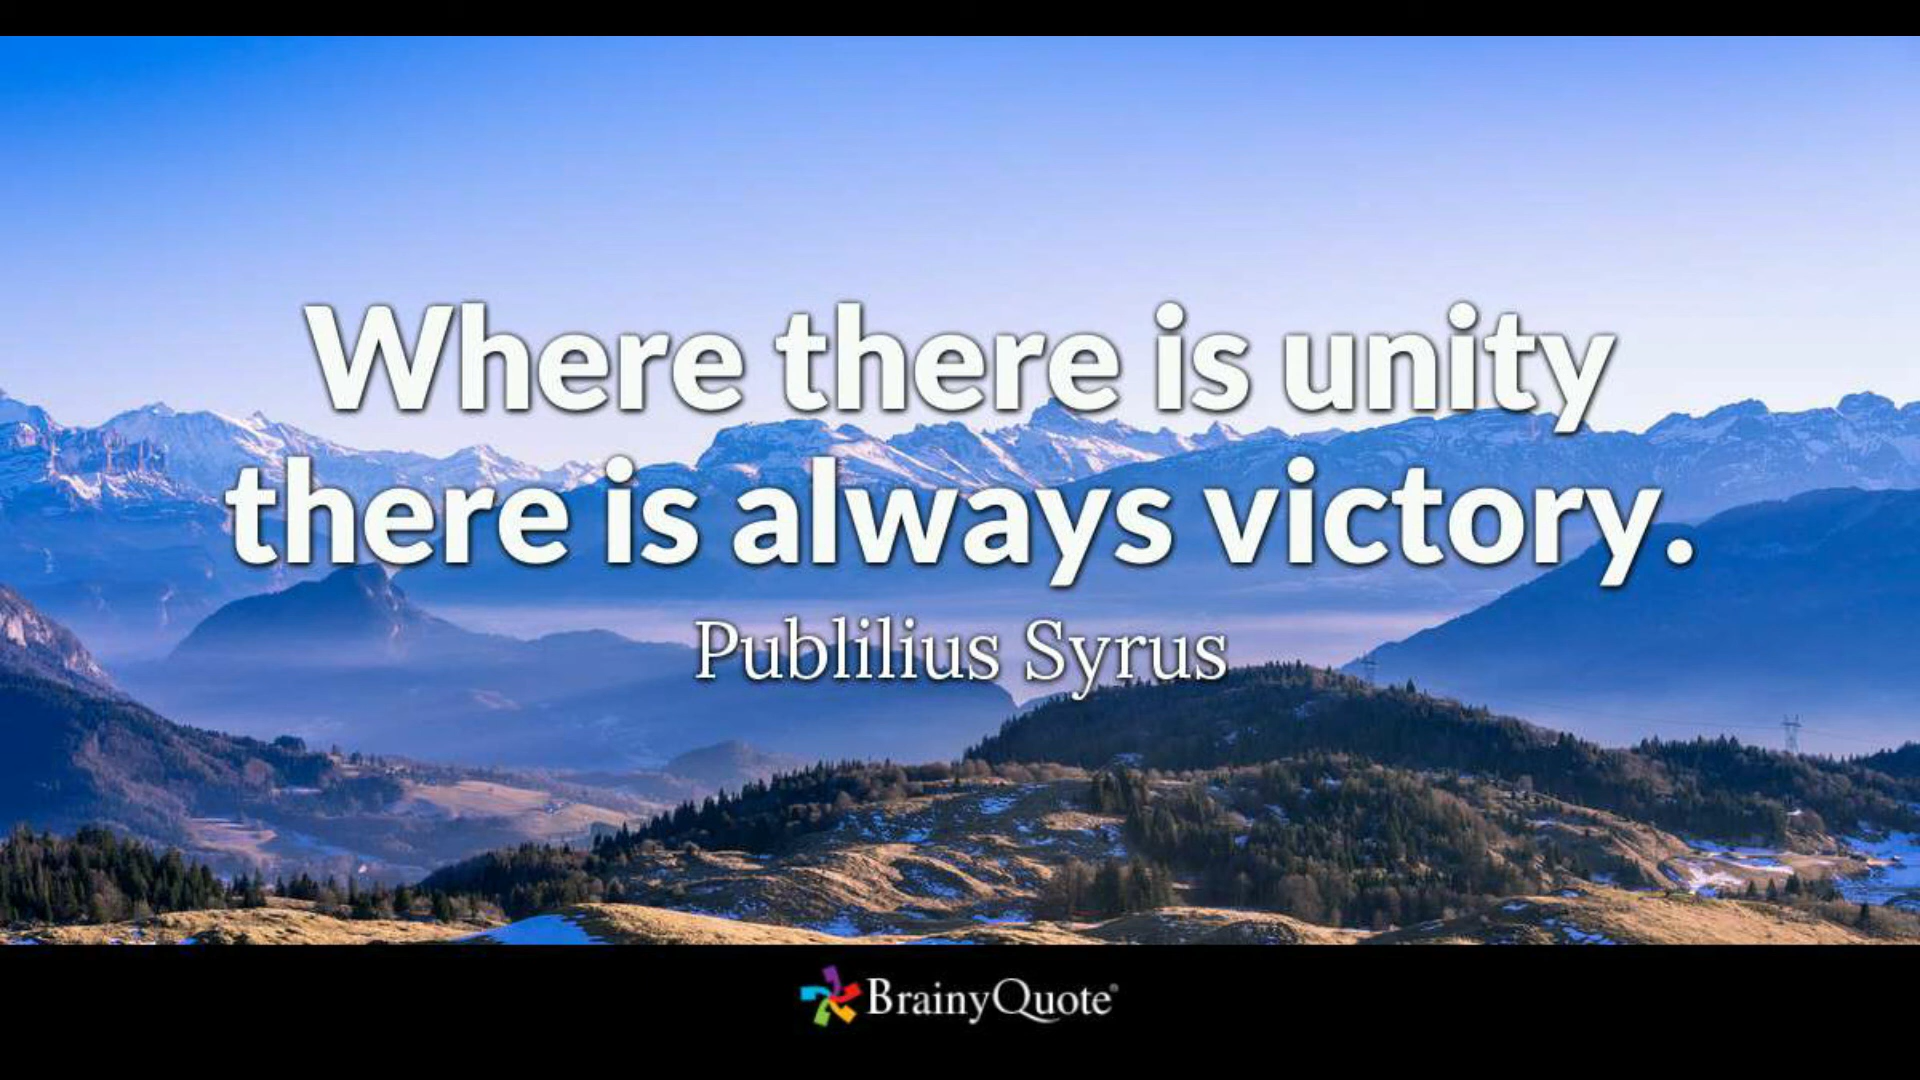 Where there is unity
there is always victory.
Publilius Syrus
BrainyQuote®